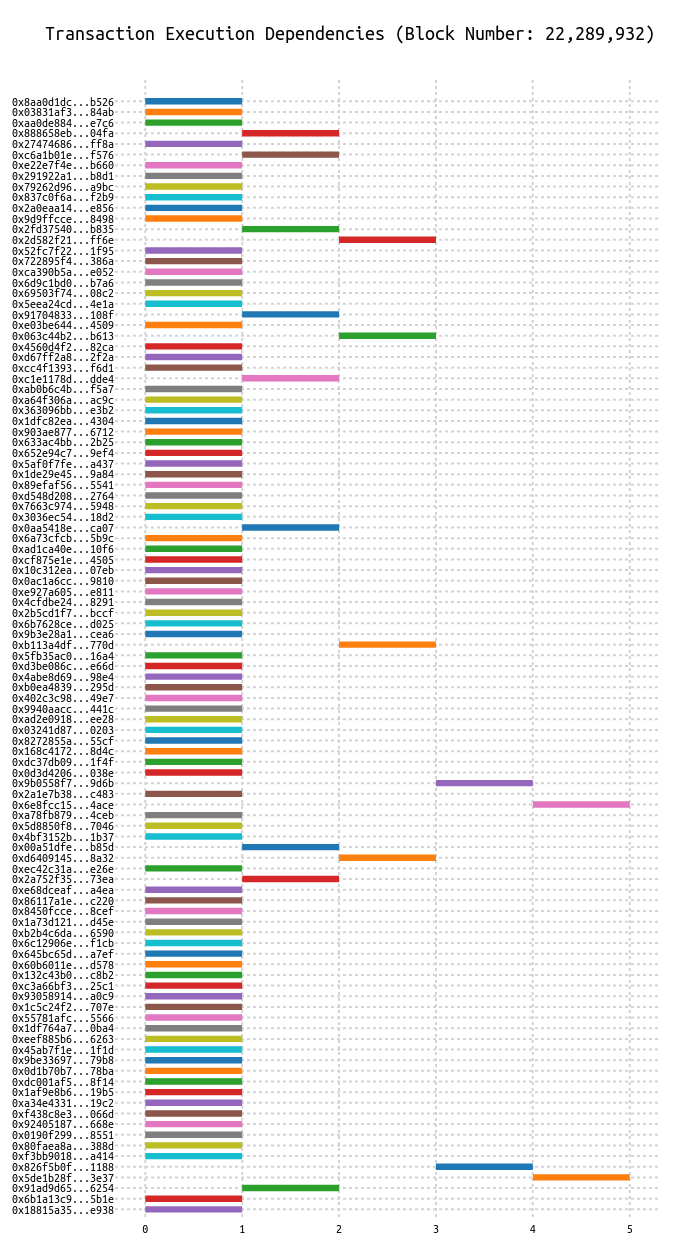 Transaction Execution Dependencies (Block Number: 22,289,932)
0x8aa0d1dc...b526
0x03831af3...84ab
0xaa0de884...e7c6
0x888658eb...04fa
0x27474686...ff8a
0xc6a1b01e...f576
0xe22e7f4e...b660
0x291922a1...b8d1
0x79262d96...a9bc
0x837c0f6a...f2b9
0x2a0eaa14...e856
0x9d9ffcce...8498
0x2fd37540...b835
0x2d582f21...ff6e
0x52fc7f22...1f95
0x722895f4...386a
0xca390b5a...e052
0x6d9c1bd0...b7a6
0x69503f74...08c2
0x5eea24cd...4e1a
0x91704833...108f
0xe03be644...4509
0x063c44b2...b613
0x4560d4f2...82ca
0xd67ff2a8...2f2a
0xcc4f1393...f6d1
0xc1e1178d...dde4
0xab0b6c4b...f5a7
0xa64f306a...ac9c
0x363096bb...e3b2
0x1dfc82ea...4304
0x903ae877...6712
0x633ac4bb...2b25
0x652e94c7...9ef4
0x5af0f7fe...a437
0x1de29e45...9a84
0x89efaf56...5541
0xd548d208...2764
0x7663c974...5948
0x3036ec54...18d2
0x0aa5418e...ca07
0x6a73cfcb...5b9c
0xad1ca40e...10f6
0xcf875e1e...4505
0x10c312ea...07eb
0x0ac1a6cc...9810
0xe927a605...e811
0x4cfdbe24...8291
0x2b5cd1f7...bccf
0x6b7628ce...d025
0x9b3e28a1...cea6
0xb113a4df...770d
0x5fb35ac0...16a4
0xd3be086c...e66d
0x4abe8d69...98e4
0xb0ea4839...295d
0x402c3c98...49e7
0x9940aacc...441c
0xad2e0918...ee28
0x03241d87...0203
0x8272855a...55cf
0x168c4172...8d4c
0xdc37db09...1f4f
0x0d3d4206...038e
0x9b0558f7...9d6b
0x2a1e7b38...c483
0x6e8fcc15...4ace
0xa78fb879...4ceb
0x5d8850f8...7046
0x4bf3152b...1b37
0x00a51dfe...b85d
0xd6409145...8a32
0xec42c31a...e26e
0x2a752f35...73ea
0xe68dceaf...a4ea
0x86117a1e...c220
0x8450fcce...8cef
0x1a73d121...d45e
0xb2b4c6da...6590
0x6c12906e...f1cb
0x645bc65d...a7ef
0x60b6011e...d578
0x132c43b0...c8b2
0xc3a66bf3...25c1
0x93058914...a0c9
0x1c5c24f2...707e
0x55781afc...5566
0x1df764a7...0ba4
0xeef885b6...6263
0x45ab7f1e...1f1d
0x9be33697...79b8
0x0d1b70b7...78ba
0xdc001af5...8f14
0x1af9e8b6...19b5
0xa34e4331...19c2
0xf438c8e3...066d
0x92405187...668e
0x0190f299...8551
0x80faea8a...388d
0xf3bb9018...a414
0x826f5b0f...1188
0x5de1b28f...3e37
0x91ad9d65...6254
0x6b1a13c9...5b1e
0x18815a35...e938
0 1 2 3 4 5